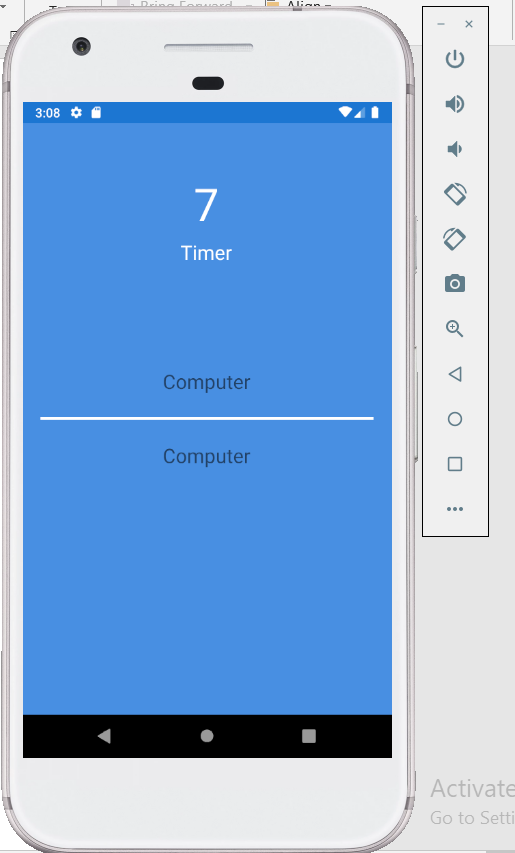 Bring Forward
Align
3:08
7
Timer
Computer
Computer
Activate
Go to Setti